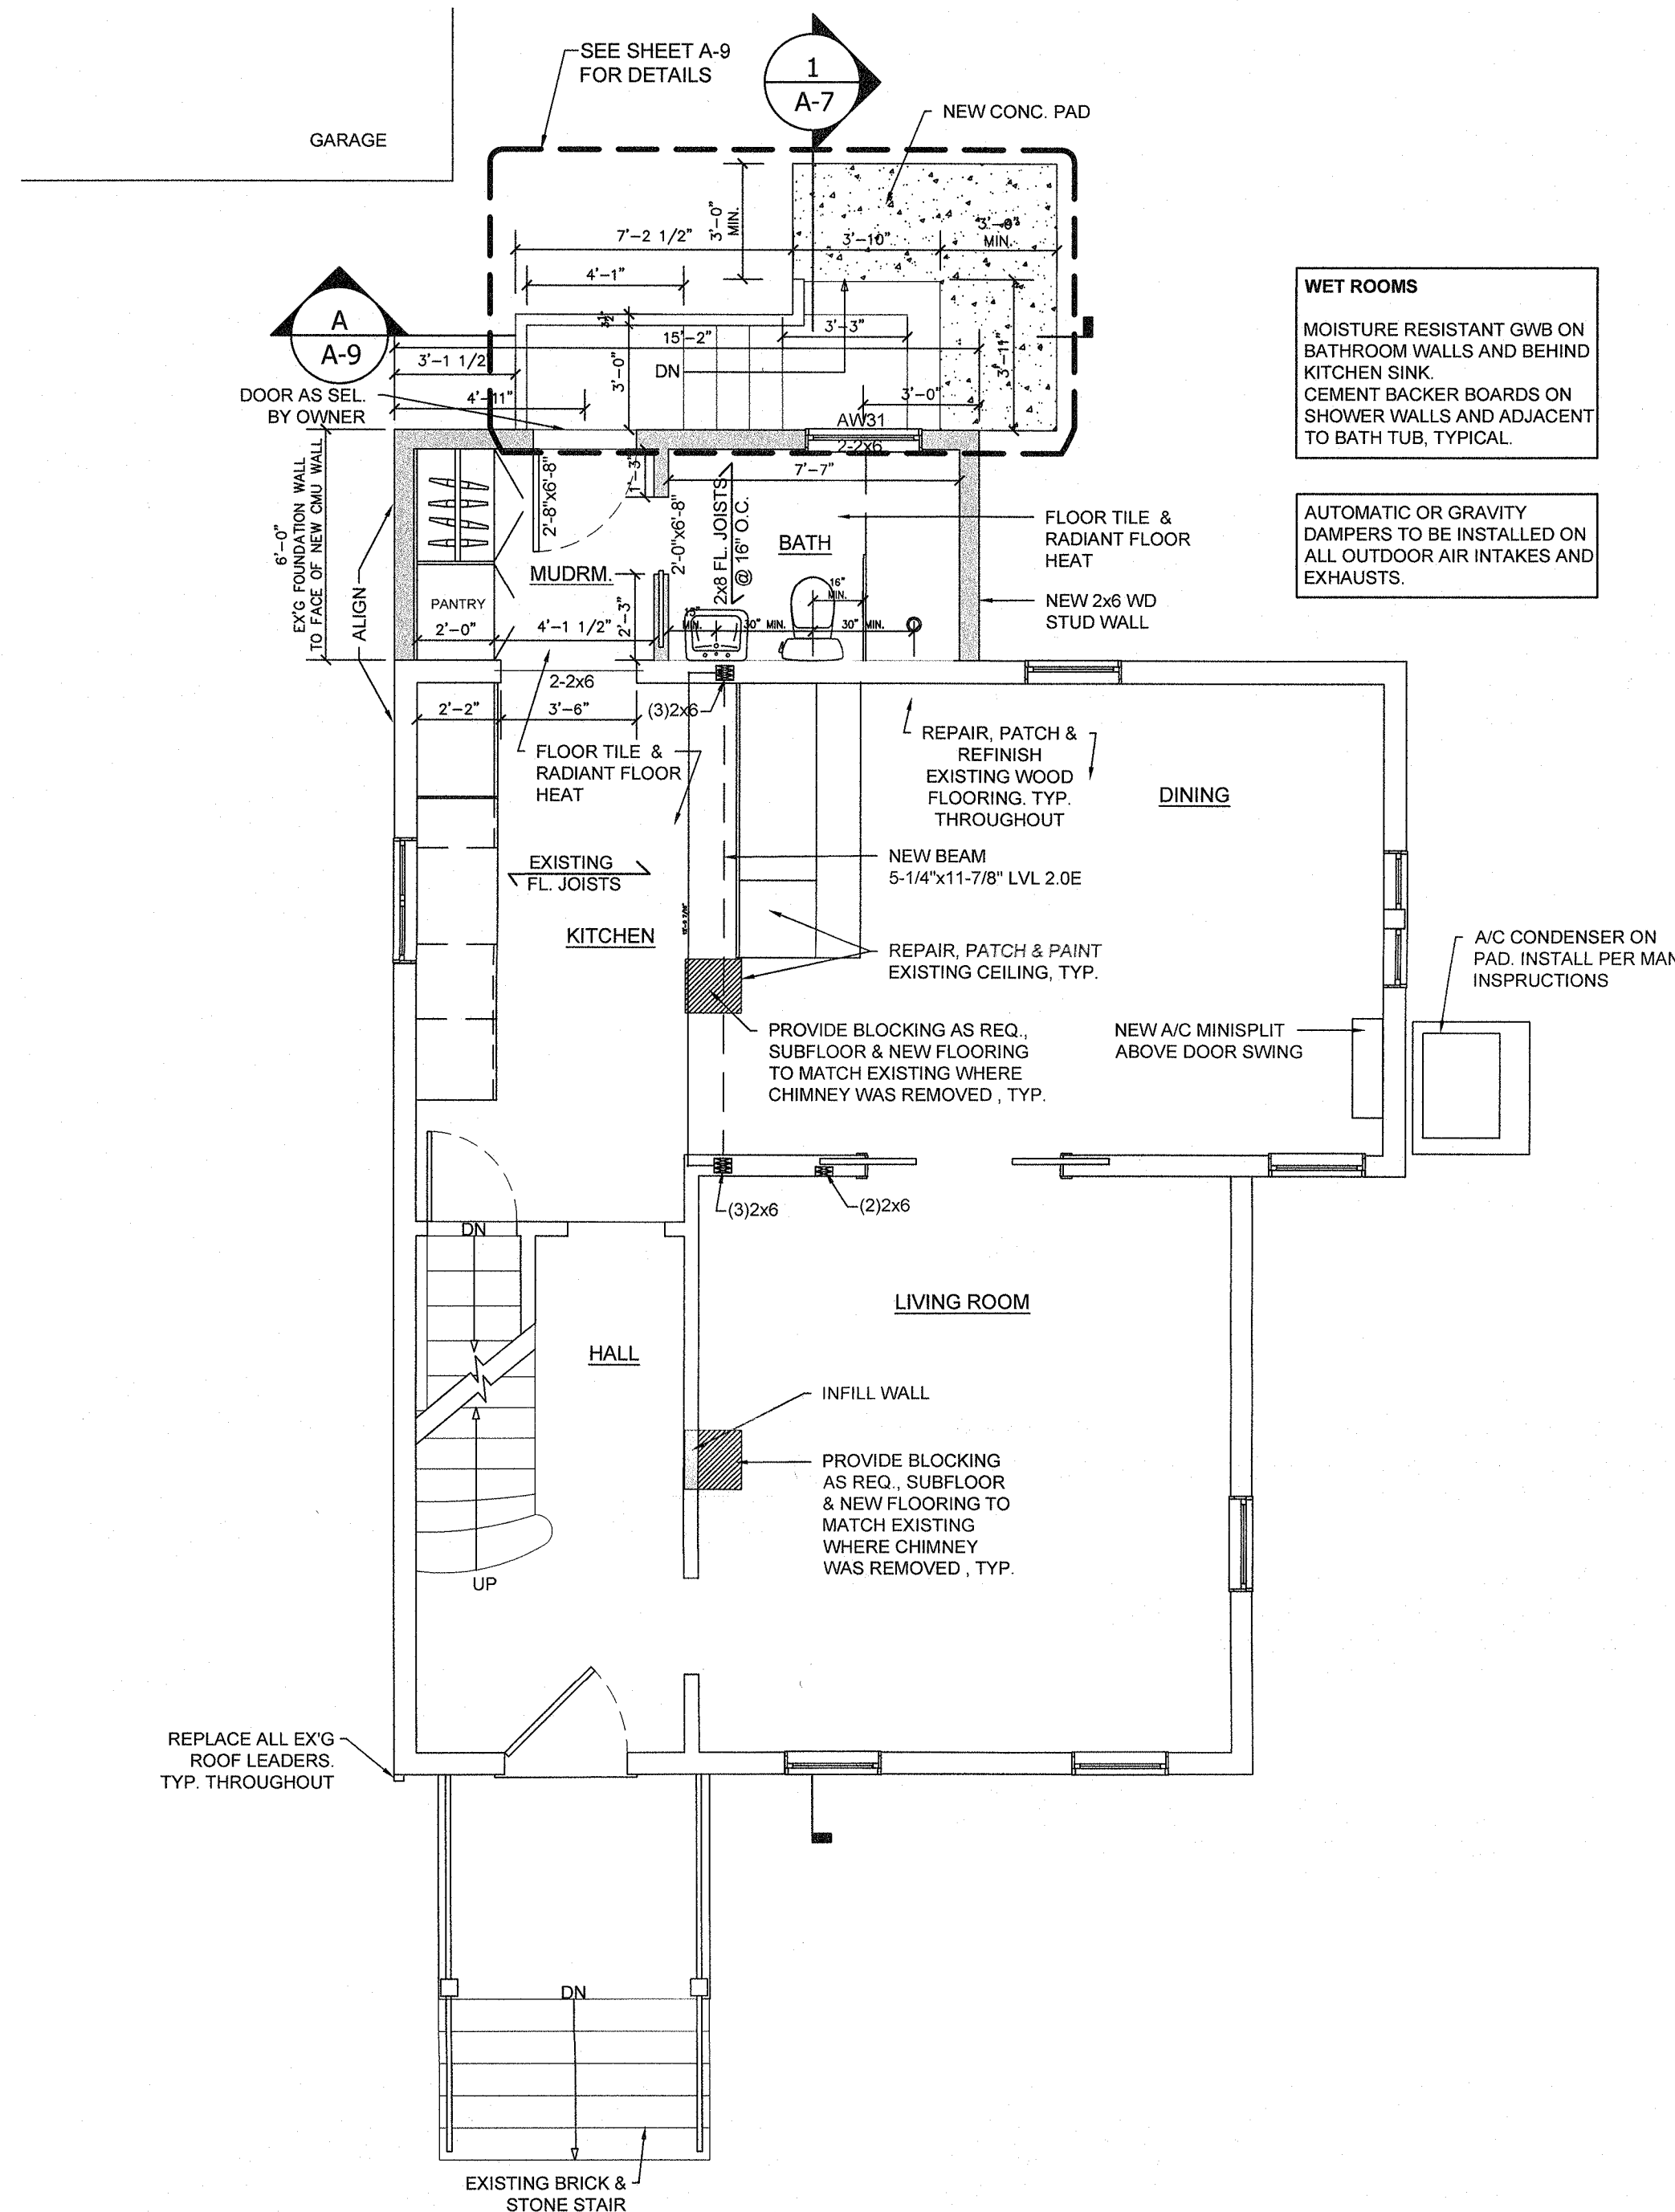 SEE SHEET A-9
FOR DETAILS
1
A-7
NEW CONC. PAD
GARAGE
3'-0"
MIN.
7'-2 1/2"
3'-10"
MIN.
4'-1"
A
A-9
15'-2"
3'-3"
3'-11"
3'-1 1/2"
3'-0"
DN
DOOR AS SEL.
BY OWNER
4'-11"
3'-0"
AW31
2-2x6
WET ROOMS
MOISTURE RESISTANT GWB ON
BATHROOM WALLS AND BEHIND
KITCHEN SINK.
CEMENT BACKER BOARDS ON
SHOWER WALLS AND ADJACENT
TO BATH TUB, TYPICAL.
AUTOMATIC OR GRAVITY
DAMPERS TO BE INSTALLED ON
ALL OUTDOOR AIR INTAKES AND
EXHAUSTS.
6'-0"
EX'G FOUNDATION WALL
TO FACE OF NEW CMU WALL
ALIGN
2'-8"x6'-8"
1'-3"
2'-0"x6'-8"
2x8 FL. JOISTS
@ 16" O.C.
7'-7"
BATH
FLOOR TILE &
RADIANT FLOOR
HEAT
MUDRM.
PANTRY
16"
MIN.
NEW 2x6 WD
STUD WALL
2'-0"
4'-1 1/2"
2'-3"
MIN.
30" MIN.
30" MIN.
2-2x6
2'-2"
3'-6"
(3)2x6
FLOOR TILE &
RADIANT FLOOR
HEAT
REPAIR, PATCH &
REFINISH
EXISTING WOOD
FLOORING. TYP.
THROUGHOUT
DINING
EXISTING
FL. JOISTS
NEW BEAM
5-1/4"x11-7/8" LVL 2.0E
KITCHEN
REPAIR, PATCH & PAINT
EXISTING CEILING, TYP.
A/C CONDENSER ON
PAD. INSTALL PER MAN
INSPRUCTIONS
PROVIDE BLOCKING AS REQ.,
SUBFLOOR & NEW FLOORING
TO MATCH EXISTING WHERE
CHIMNEY WAS REMOVED , TYP.
NEW A/C MINISPLIT
ABOVE DOOR SWING
(3)2x6
(2)2x6
DN
LIVING ROOM
HALL
INFILL WALL
PROVIDE BLOCKING
AS REQ., SUBFLOOR
& NEW FLOORING TO
MATCH EXISTING
WHERE CHIMNEY
WAS REMOVED , TYP.
UP
REPLACE ALL EX'G
ROOF LEADERS.
TYP. THROUGHOUT
DN
EXISTING BRICK &
STONE STAIR